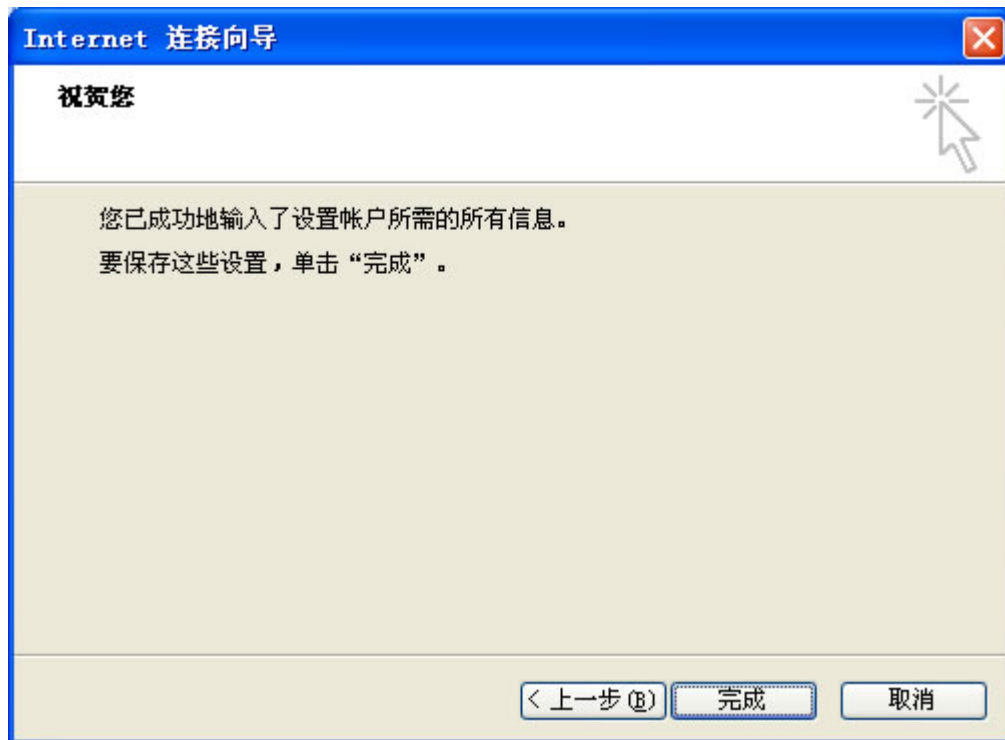 Internet 连接向导
祝贺您
您已成功地输入了设置帐户所需的所有信息。
要保存这些设置，单击“完成”。
< 上一步(B)
完成
取消